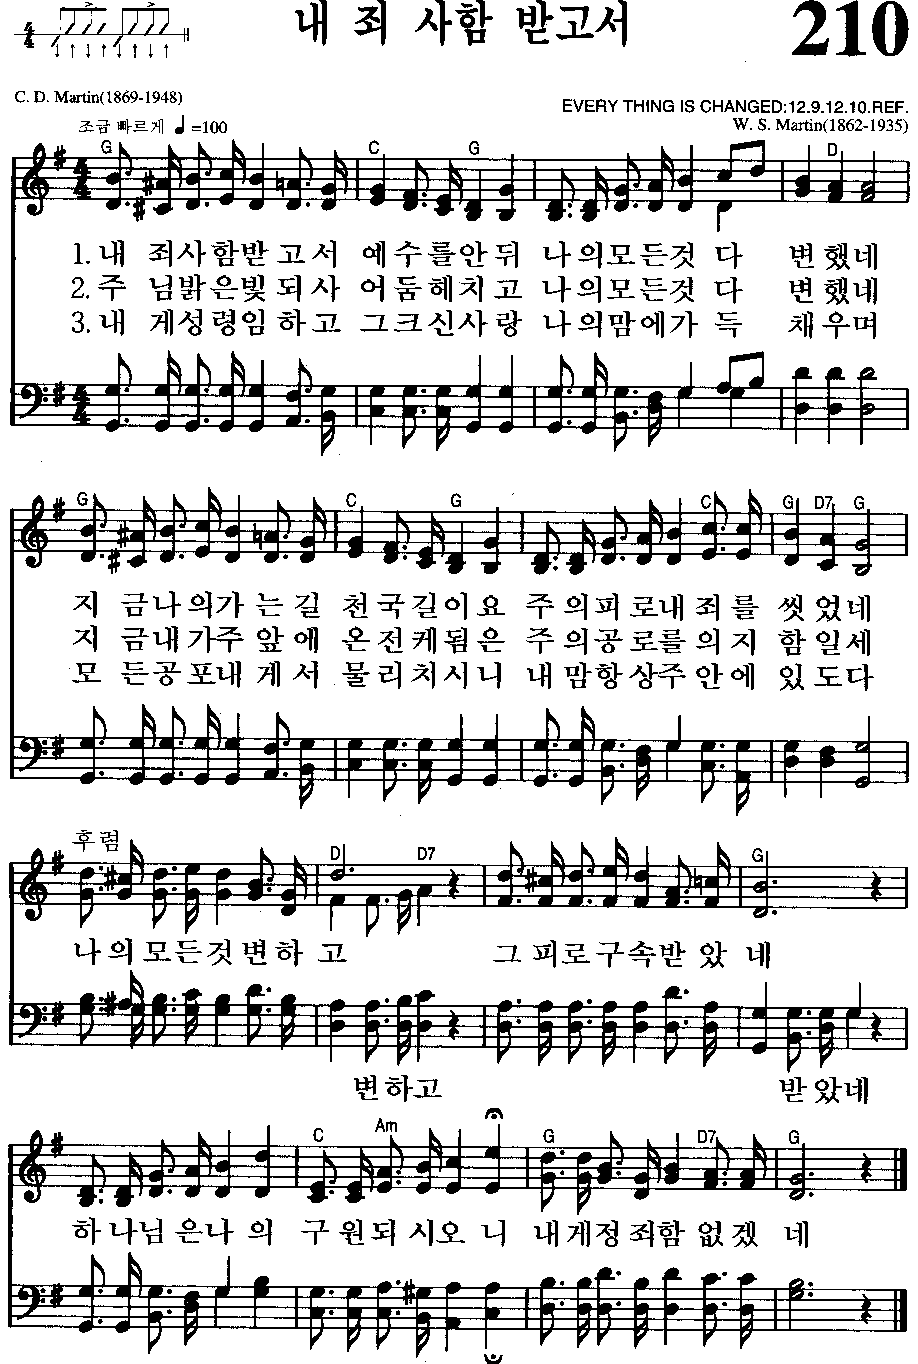 내 죄 사함 받고서 210
4/4
C. D. Martin(1869-1948)
EVERY THING IS CHANGED:12.9.12.10.REF.
조금 빠르게 ♩=100
W. S. Martin(1862-1935)
G C G D
1. 내 죄사함받 고서 예수를안뒤 나의모든것 다 변했네
2. 주 님밝은빛 되사 어둠헤치고 나의모든것 다 변했네
3. 내 게성령임 하고 그크신사랑 나의맘에가 득 채우며
G C G C G D7 G
지 금나의가 는길 천국길이요 주의피로내 죄를 씻었네
지 금내가주 앞에 온전케됨은 주의공로를 의지 함일세
모 든공포내 게서 물리치시니 내맘항상주 안에 있도다
후렴
D D7 G
나의모든것변하 고 그피로구속받았 네
변하고 받았네
C Am G D7 G
하나님은나의 구원되시오니 내게정죄함없겠 네